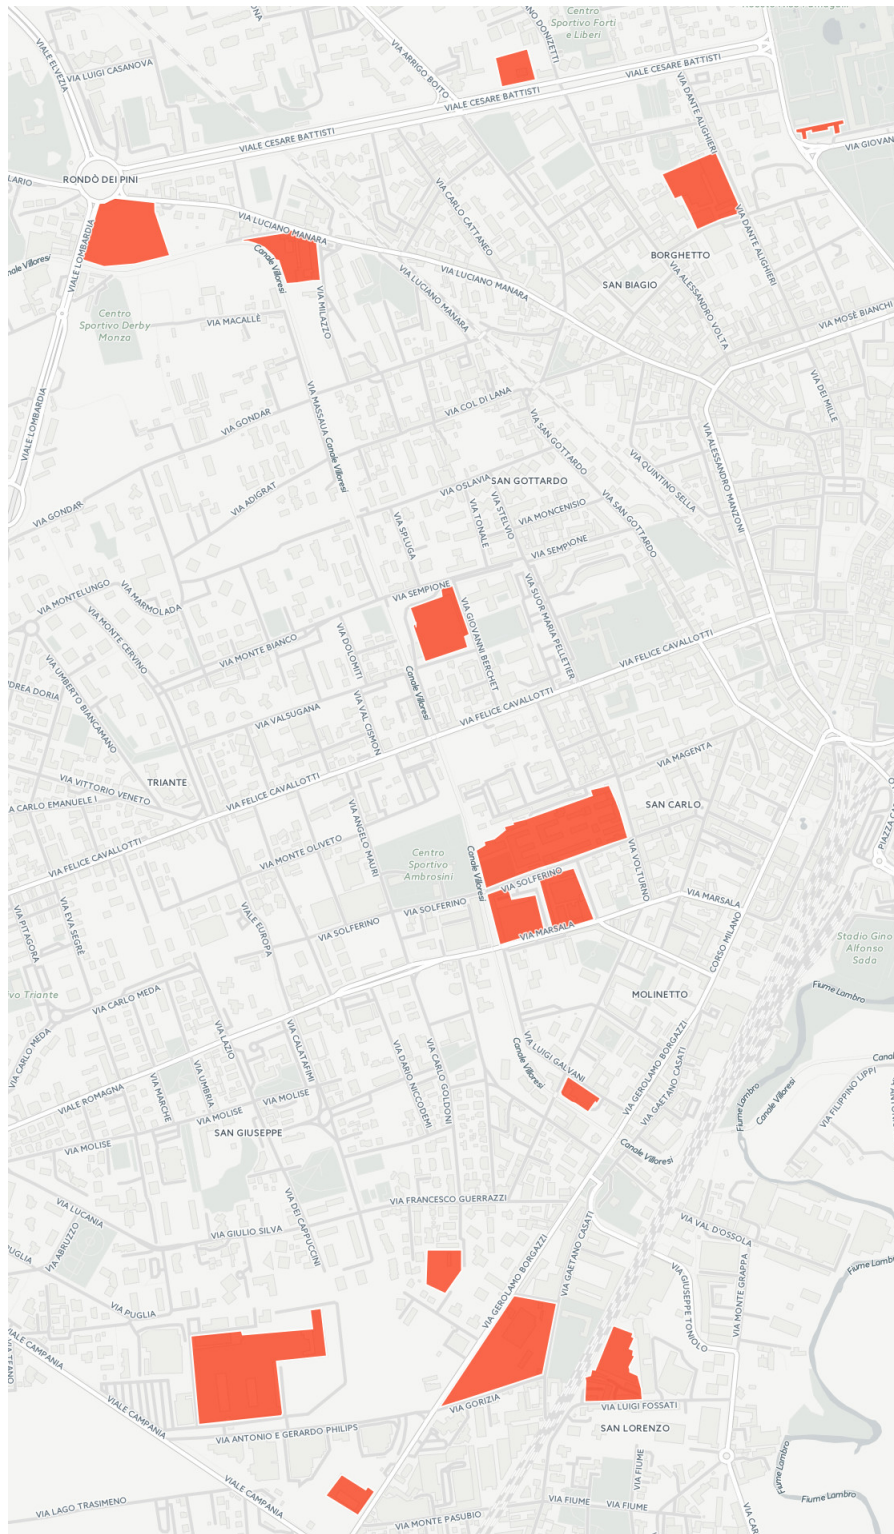 Centro
Sportivo Forti
e Liberi
VIALE ELVEZIA
VIA LUIGI CASANOVA
VIA ARRIGO BOITO
VIALE CESARE BATTISTI
VIALE CESARE BATTISTI
VIALE CESARE BATTISTI
VIA DANTE ALIGHIERI
VIA GIOVAN
LARIO
RONDÒ DEI PINI
VIA LUCIANO MANARA
VIA CARLO CATTANEO
VIA DANTE ALIGHIERI
VIALE LOMBARDIA
Canale Villoresi
BORGHETTO
SAN BIAGIO
VIA LUCIANO MANARA
VIA LUCIANO MANARA
VIA ALESSANDRO VOLTA
VIA MOSÈ BIANCHI
Centro
Sportivo Derby
Monza
VIA MACALLÈ
VIA MILAZZO
VIA DEI MILLE
VIALE LOMBARDIA
VIA GONDAR
VIA MASSAUA
Canale Villoresi
VIA COL DI LANA
VIA SAN GOTTARDO
VIA ALESSANDRO MANZONI
VIA QUINTINO SELLA
VIA GONDAR
VIA ADIGRAT
VIA OSLAVIA
SAN GOTTARDO
VIA SAN GOTTARDO
VIA SPLUGA
VIA TONALE
VIA STELVIO
VIA MONCENISIO
VIA SEMPIONE
VIA MONTELUNGO
VIA MARMOLADA
VIA SEMPIONE
VIA MONTE CERVINO
VIA MONTE BIANCO
VIA DOLOMITI
VIA GIOVANNI BERCHET
VIA SUOR MARIA PELLETIER
VIA FELICE CAVALLOTTI
VIA UMBERTO BIANCAMANO
NDREA DORIA
VIA VALSUGANA
VIA VAL CISMON
Canale Villoresi
VIA FELICE CAVALLOTTI
VIA MAGENTA
TRIANTE
VIA VITTORIO VENETO
A CARLO EMANUELE I
VIA FELICE CAVALLOTTI
VIA ANGELO MAURI
SAN CARLO
VIA FELICE CAVALLOTTI
VIA MONTE OLIVETO
Centro
Sportivo
Ambrosini
Canale Villoresi
VIA SOLFERINO
VIA VOLTURNO
VIA MARSALA
VIA PITAGORA
VIA EVA SEGRÈ
VIALE EUROPA
VIA SOLFERINO
VIA SOLFERINO
VIA MARSALA
CORSO MILANO
Stadio Gino
Alfonso
Sada
vo Triante
VIA CARLO MEDA
VIA CARLO MEDA
MOLINETTO
Fiume Lambro
VIA LAZIO
VIA CALATAFIMI
VIA DARIO NICCODEMI
VIA CARLO GOLDONI
Canale Villoresi
VIA LUIGI GALVANI
VIA GEROLAMO BORGAZZI
VIA GAETANO CASATI
VIALE ROMAGNA
VIA MARCHE
VIA UMBRIA
VIA MOLISE
VIA MOLISE
VIA MOLISE
SAN GIUSEPPE
Fiume Lambro
Canale Villoresi
VIA FILIPPINO LIPPI
Canale Villoresi
VIA LUCANIA
VIA ABRUZZO
VIA GIULIO SILVA
VIA DEI CAPPUCCINI
VIA FRANCESCO GUERRAZZI
VIA GEROLAMO BORGAZZI
VIA GAETANO CASATI
VIA VAL D'OSSOLA
VIA GIUSEPPE TONIOLO
VIA MONTE GRAPPA
PUGLIA
VIA PUGLIA
VIALE CAMPANIA
VIA TEANO
VIALE CAMPANIA
VIA GORIZIA
VIA LUIGI FOSSATI
SAN LORENZO
VIA ANTONIO E GERARDO PHILIPS
VIALE CAMPANIA
VIA LAGO TRASIMENO
VIA MONTE PASUBIO
VIA FIUME
VIA FIUME
VIA FIUME
Fiume Lambro
Fiume Lambro
VIA CAR